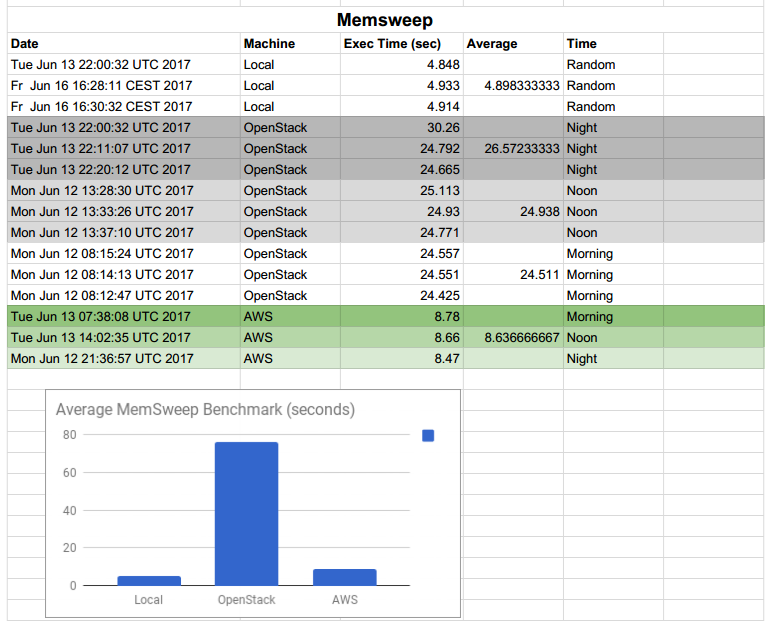 Memsweep
Date Machine Exec Time (sec) Average Time
Tue Jun 13 22:00:32 UTC 2017 Local 4.848 Random
Fr Jun 16 16:28:11 CEST 2017 Local 4.933 4.898333333 Random
Fr Jun 16 16:30:32 CEST 2017 Local 4.914 Random
Tue Jun 13 22:00:32 UTC 2017 OpenStack 30.26 Night
Tue Jun 13 22:11:07 UTC 2017 OpenStack 24.792 26.57233333 Night
Tue Jun 13 22:20:12 UTC 2017 OpenStack 24.665 Night
Mon Jun 12 13:28:30 UTC 2017 OpenStack 25.113 Noon
Mon Jun 12 13:33:26 UTC 2017 OpenStack 24.93 24.938 Noon
Mon Jun 12 13:37:10 UTC 2017 OpenStack 24.771 Noon
Mon Jun 12 08:15:24 UTC 2017 OpenStack 24.557 Morning
Mon Jun 12 08:14:13 UTC 2017 OpenStack 24.551 24.511 Morning
Mon Jun 12 08:12:47 UTC 2017 OpenStack 24.425 Morning
Tue Jun 13 07:38:08 UTC 2017 AWS 8.78 Morning
Tue Jun 13 14:02:35 UTC 2017 AWS 8.66 8.636666667 Noon
Mon Jun 12 21:36:57 UTC 2017 AWS 8.47 Night
Average MemSweep Benchmark (seconds)
80
60
40
20
0
Local OpenStack AWS